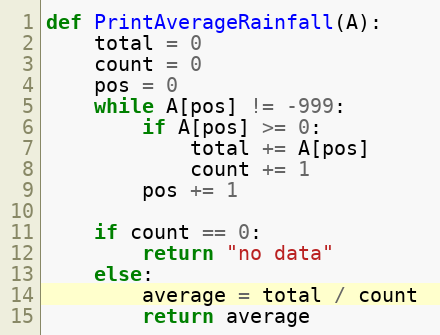 1 def PrintAverageRainfall(A):
2     total = 0
3     count = 0
4     pos = 0
5     while A[pos] != -999:
6         if A[pos] >= 0:
7             total += A[pos]
8             count += 1
9         pos += 1
10
11     if count == 0:
12         return "no data"
13     else:
14         average = total / count
15         return average